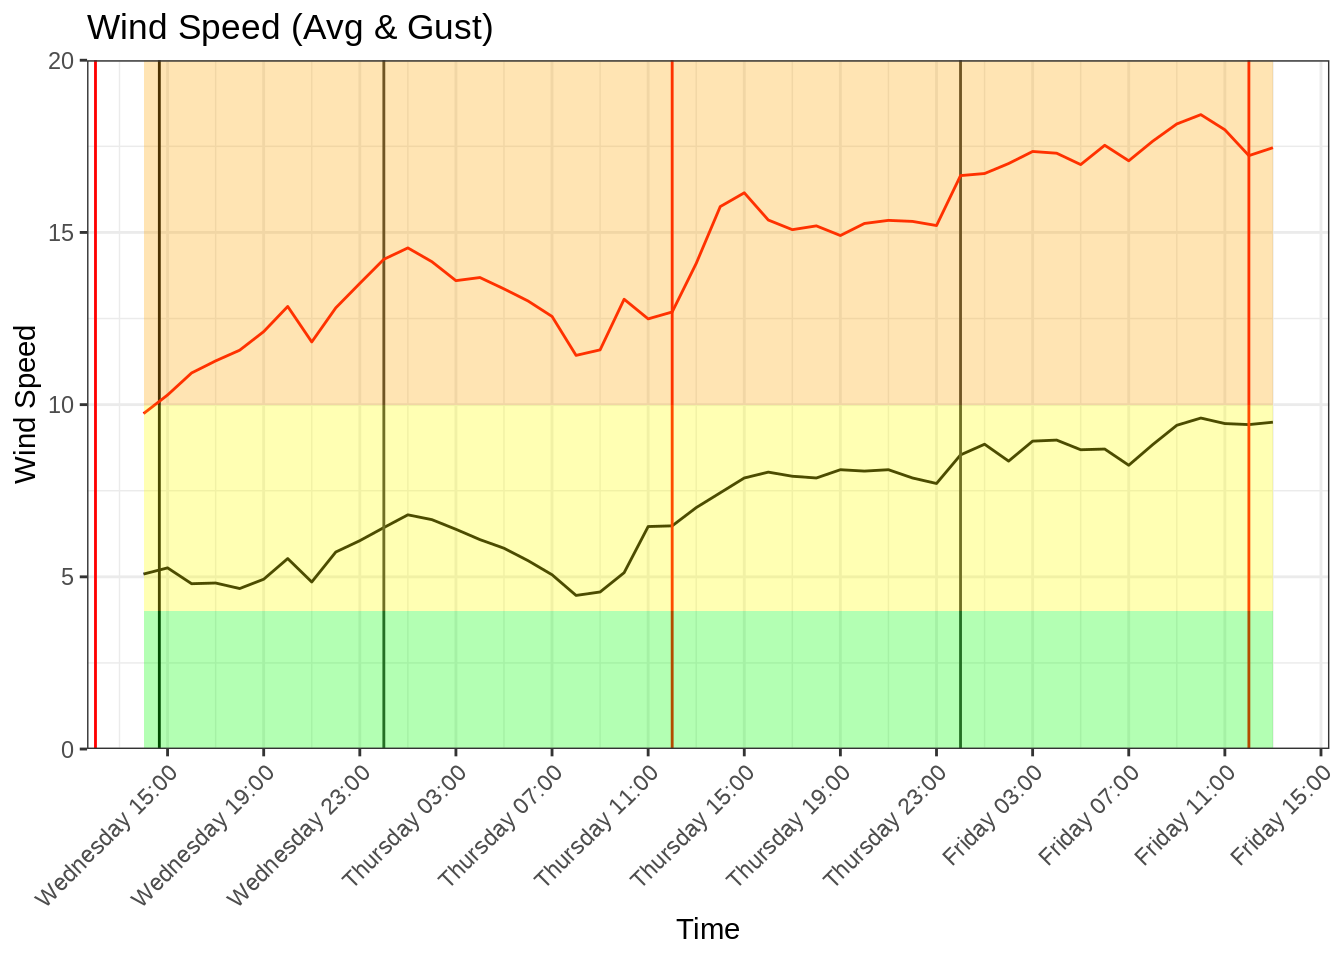 Wind Speed (Avg & Gust)
20
15
10
5
0
Wind Speed
Wednesday 15:00
Wednesday 19:00
Wednesday 23:00
Thursday 03:00
Thursday 07:00
Thursday 11:00
Thursday 15:00
Thursday 19:00
Thursday 23:00
Friday 03:00
Friday 07:00
Friday 11:00
Friday 15:00
Time